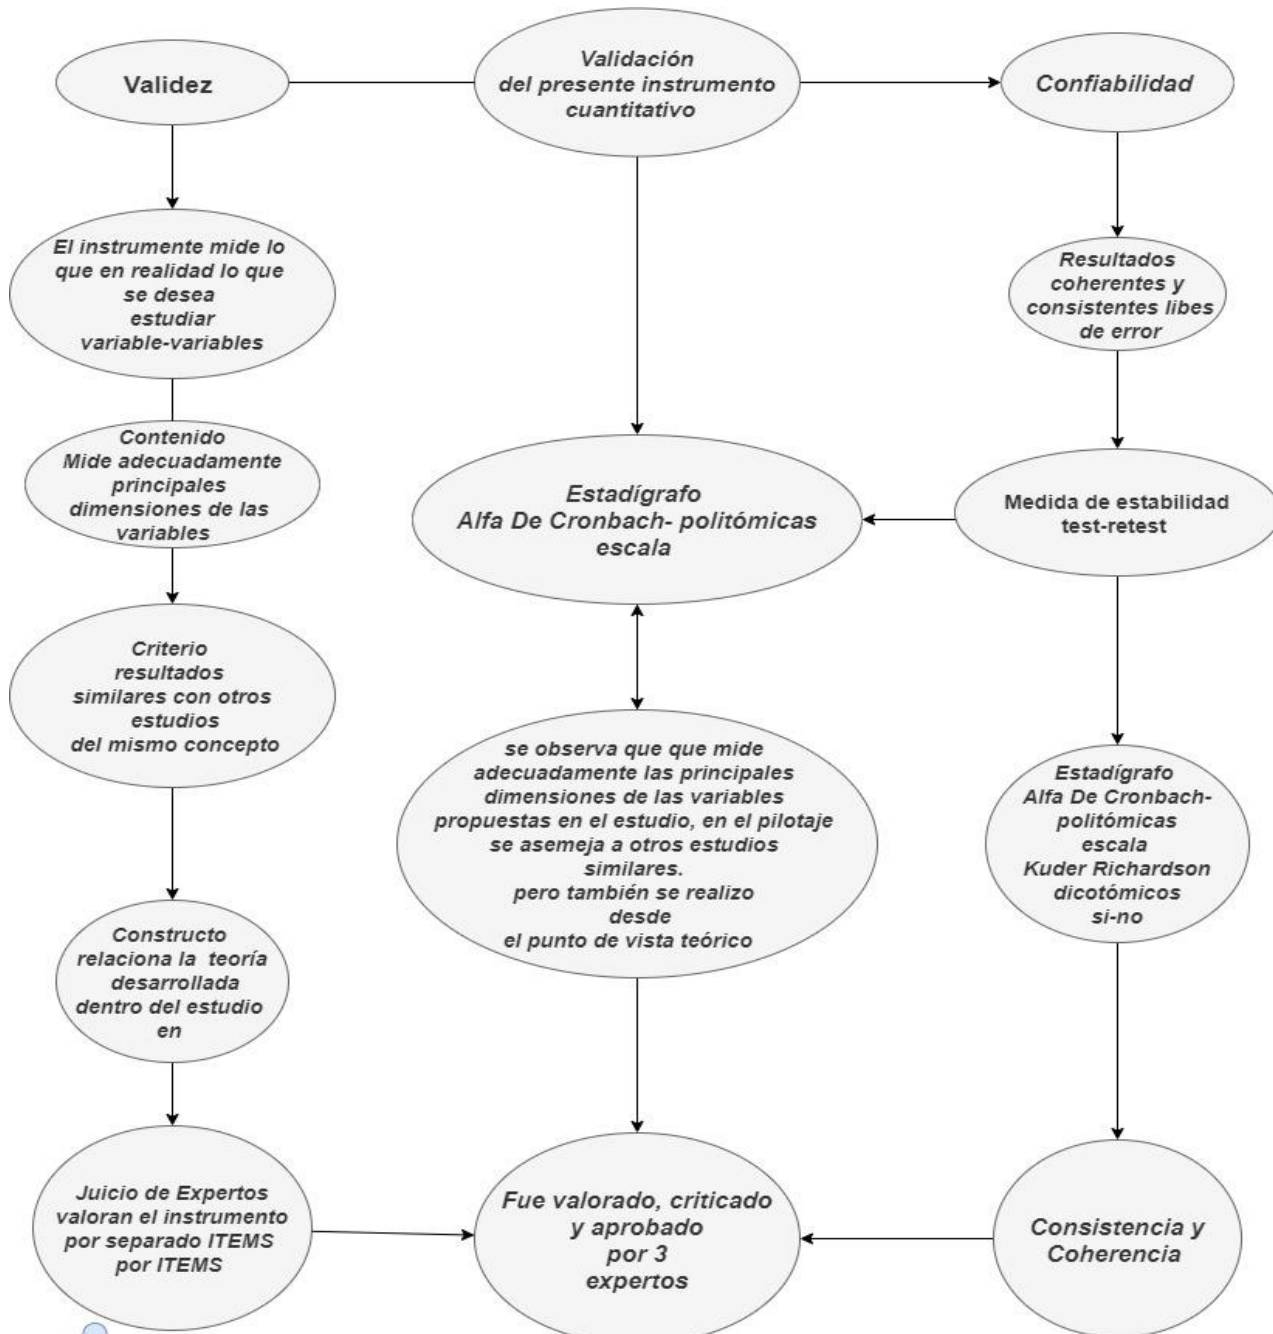 Validez
Validación
del presente instrumento
cuantitativo
Confiabilidad
El instrumente mide lo
que en realidad lo que
se desea
estudiar
variable-variables
Resultados
coherentes y
consistentes libes
de error
Contenido
Mide adecuadamente
principales
dimensiones de las
variables
Estadígrafo
Alfa De Cronbach- politómicas
escala
Medida de estabilidad
test-retest
Criterio
resultados
similares con otros
estudios
del mismo concepto
se observa que que mide
adecuadamente las principales
dimensiones de las variables
propuestas en el estudio, en el pilotaje
se asemeja a otros estudios
similares.
pero también se realizo
desde
el punto de vista teórico
Estadígrafo
Alfa De Cronbach-
politómicas
escala
Kuder Richardson
dicotómicos
si-no
Constructo
relaciona la teoría
desarrollada
dentro del estudio
en
Juicio de Expertos
valoran el instrumento
por separado ITEMS
por ITEMS
Fue valorado, criticado
y aprobado
por 3
expertos
Consistencia y
Coherencia